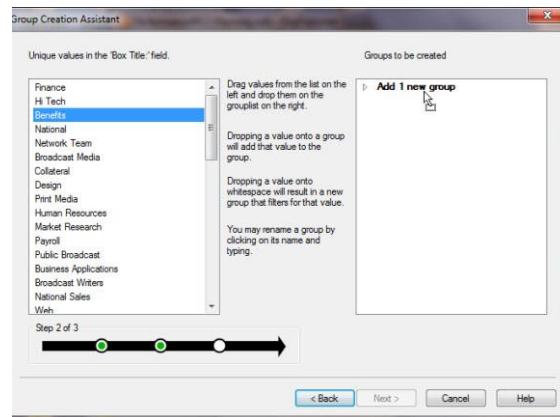 Group Creation Assistant
Unique values in the 'Box Title:' field.
Groups to be created
Finance
Hi Tech
Benefits
National
Network Team
Broadcast Media
Collateral
Design
Print Media
Human Resources
Market Research
Payroll
Public Broadcast
Business Applications
Broadcast Writers
National Sales
Web
Drag values from the list on the
left and drop them on the
grouplist on the right.
Dropping a value onto a group
will add that value to the
group.
Dropping a value onto
whitespace will result in a new
group that filters for that value.
You may rename a group by
clicking on its name and
typing.
Add 1 new group
Step 2 of 3
< Back
Next >
Cancel
Help